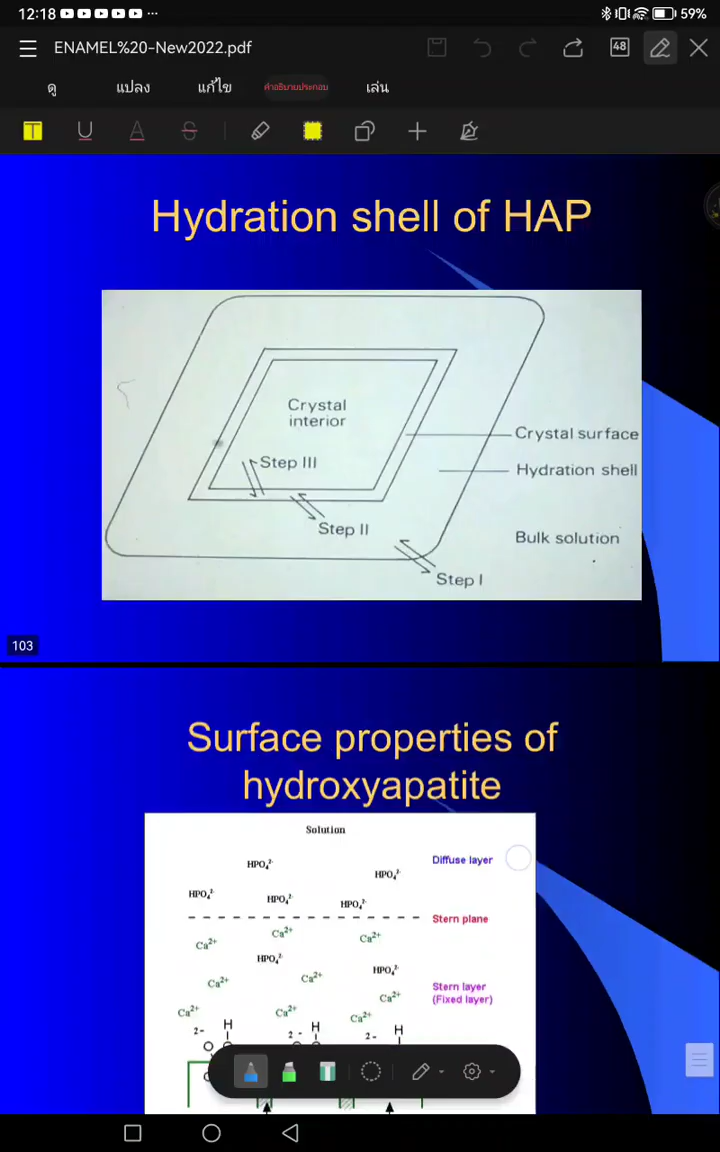 12:18
59%
ENAMEL%20-New2022.pdf
48
ดู แปลง แก้ไข คำอธิบายประกอบ เล่น
T U A S
Hydration shell of HAP
Crystal
interior
Crystal surface
Step III
Hydration shell
Step II
Bulk solution
Step I
103
Surface properties of
hydroxyapatite
Solution
HPO₄²⁻
Diffuse layer
HPO₄²⁻
HPO₄²⁻
HPO₄²⁻
HPO₄²⁻
Stern plane
Ca²⁺
Ca²⁺
Ca²⁺
HPO₄²⁻
HPO₄²⁻
Ca²⁺
Ca²⁺
Stern layer
(Fixed layer)
Ca²⁺
Ca²⁺
Ca²⁺
Ca²⁺
H H H
2- 2- 2-
O